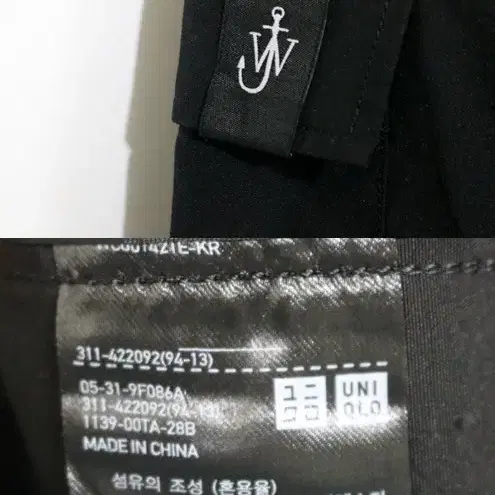 JW
311-422092(94-13)
05-31-9F086A
311-422092(94-13)
1139-00TA-28B
MADE IN CHINA
ユニ
クロ
UNI
QLO
섬유의 조성 (혼용율)